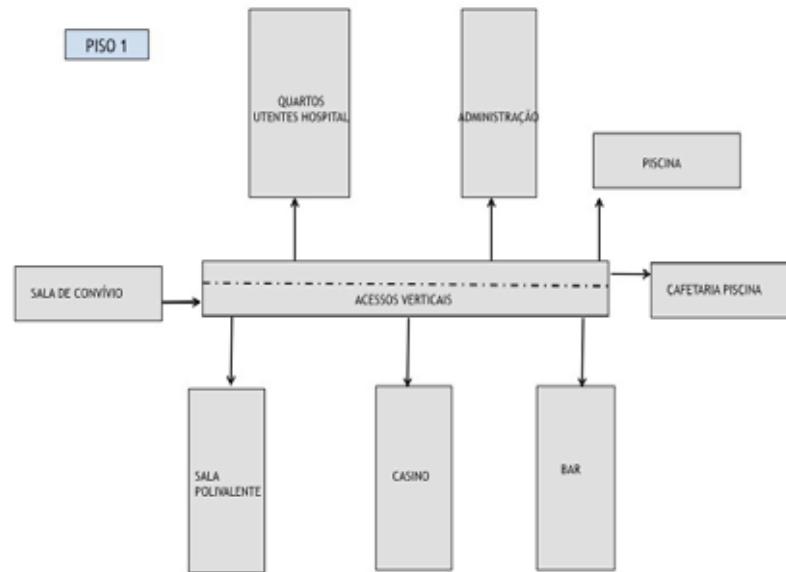 PISO 1
QUARTOS
UTENTES HOSPITAL
ADMINISTRAÇÃO
PISCINA
SALA DE CONVÍVIO
ACESSOS VERTICAIS
CAFETARIA PISCINA
SALA
POLIVALENTE
CASINO
BAR